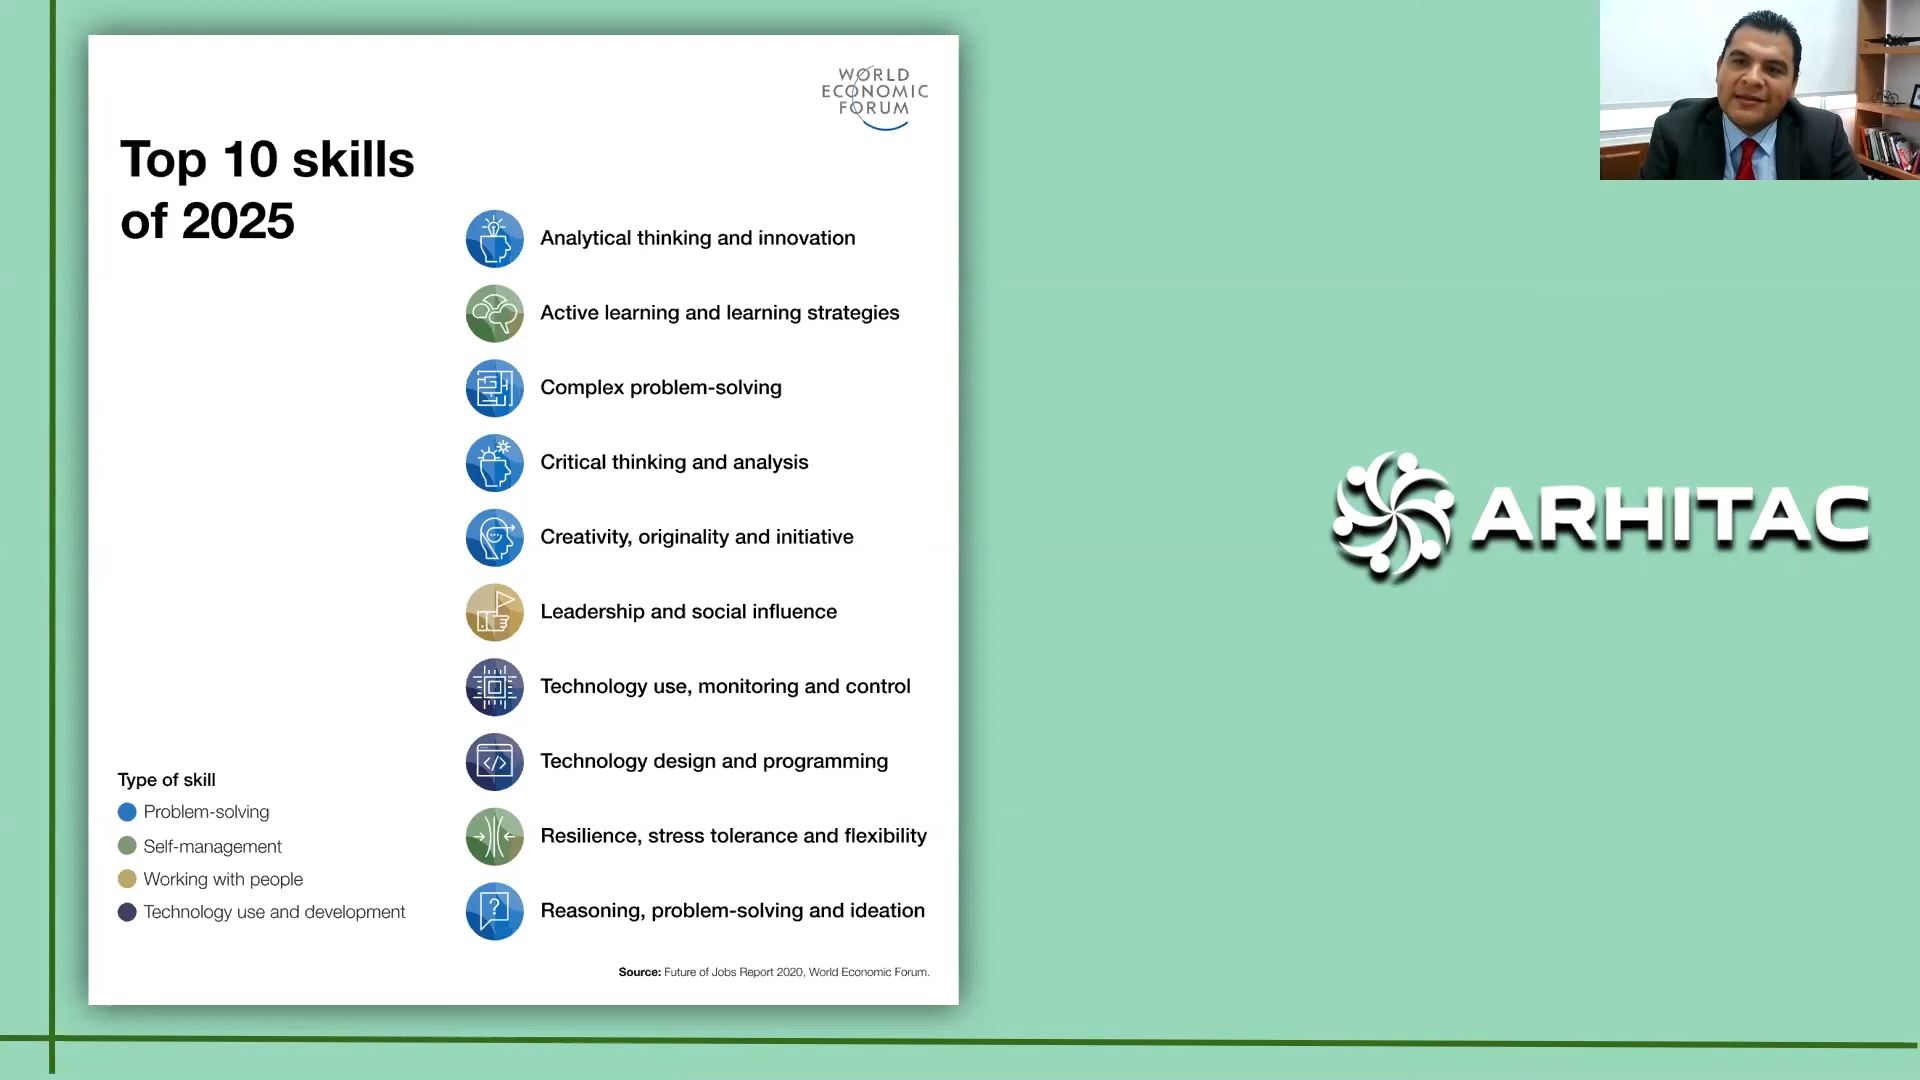 WORLD
ECONOMIC
FORUM
Top 10 skills
of 2025
Analytical thinking and innovation
Active learning and learning strategies
Complex problem-solving
Critical thinking and analysis
Creativity, originality and initiative
Leadership and social influence
Technology use, monitoring and control
Technology design and programming
Resilience, stress tolerance and flexibility
Reasoning, problem-solving and ideation
Type of skill
Problem-solving
Self-management
Working with people
Technology use and development
Source: Future of Jobs Report 2020, World Economic Forum.
ARHITAC